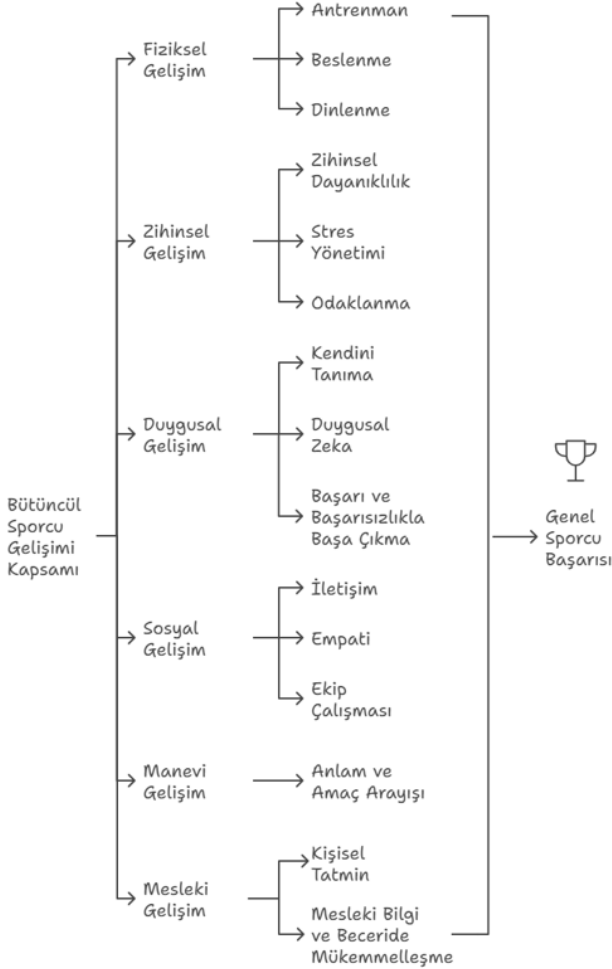 Bütüncül
Sporcu
Gelişimi
Kapsamı
Fiziksel
Gelişim
Antrenman
Beslenme
Dinlenme
Zihinsel
Gelişim
Zihinsel
Dayanıklılık
Stres
Yönetimi
Odaklanma
Duygusal
Gelişim
Kendini
Tanıma
Duygusal
Zeka
Başarı ve
Başarısızlıkla
Başa Çıkma
Sosyal
Gelişim
İletişim
Empati
Ekip
Çalışması
Manevi
Gelişim
Anlam ve
Amaç Arayışı
Mesleki
Gelişim
Kişisel
Tatmin
Mesleki Bilgi
ve Beceride
Mükemmelleşme
Genel
Sporcu
Başarısı